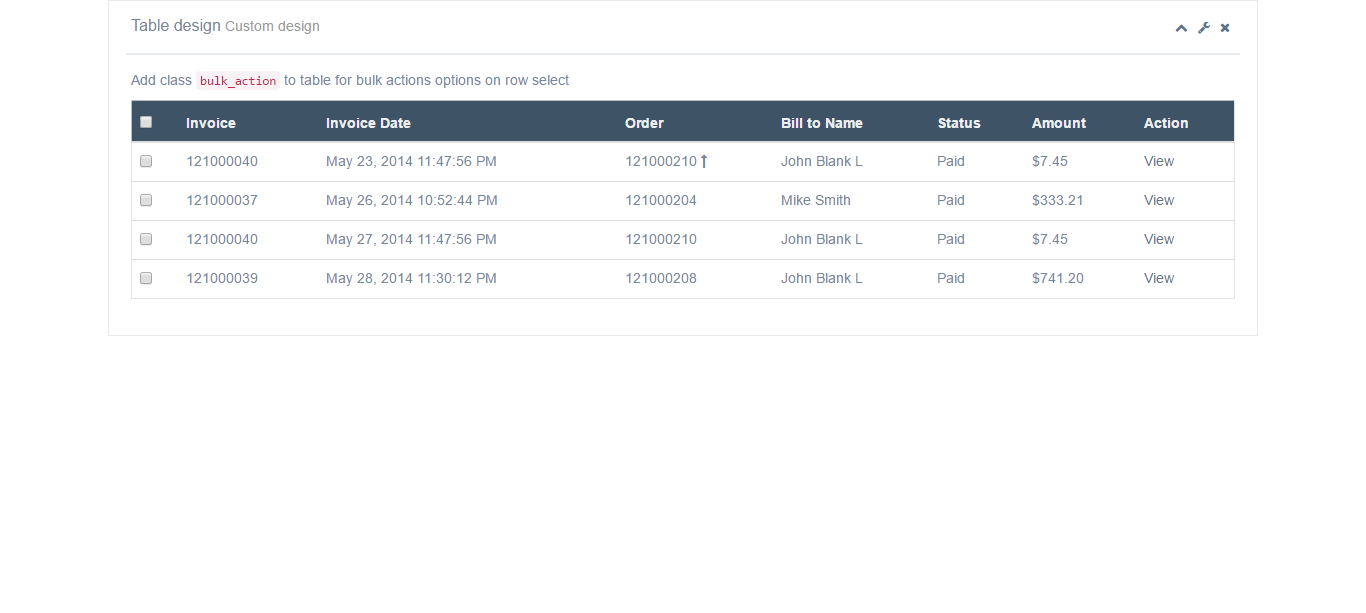 Table design Custom design
Add class bulk_action to table for bulk actions options on row select
Invoice Invoice Date Order Bill to Name Status Amount Action
121000040 May 23, 2014 11:47:56 PM 121000210 John Blank L Paid $7.45 View
121000037 May 26, 2014 10:52:44 PM 121000204 Mike Smith Paid $333.21 View
121000040 May 27, 2014 11:47:56 PM 121000210 John Blank L Paid $7.45 View
121000039 May 28, 2014 11:30:12 PM 121000208 John Blank L Paid $741.20 View